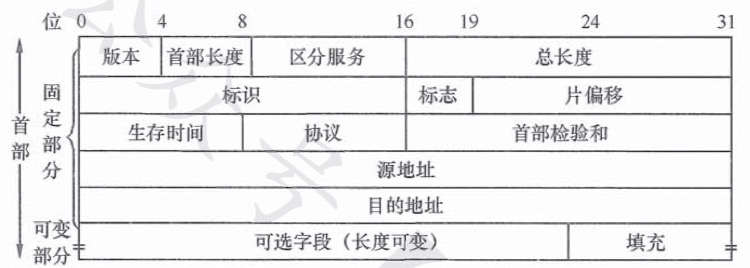 位 0 4 8 16 19 24 31
版本 首部长度 区分服务 总长度
标识 标志 片偏移
生存时间 协议 首部检验和
源地址
目的地址
可选字段（长度可变） 填充
首部
固定部分
可变部分
公众号